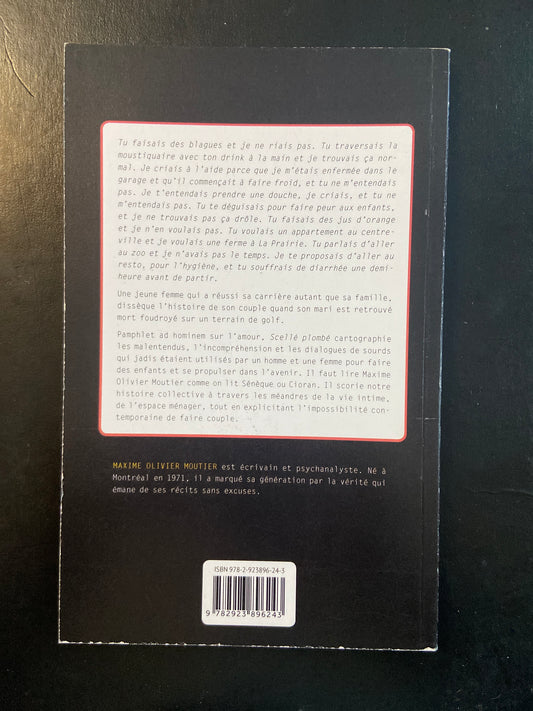 Tu faisais des blagues et je ne riais pas. Tu traversais la
moustiquaire avec ton drink à la main et je trouvais ça nor-
mal. Je criais à l'aide parce que je m'étais enfermée dans le
garage et qu'il commençait à faire froid, et tu ne m'entendais
pas. Je t'entendais prendre une douche, je criais, et tu ne
m'entendais pas. Tu te déguisais pour faire peur aux enfants,
et je ne trouvais pas ça drôle. Tu faisais des jus d'orange
et je n'en voulais pas. Tu voulais un appartement au centre-
ville et je voulais une ferme à La Prairie. Tu parlais d'aller
au zoo et je n'avais pas le temps. Je te proposais d'aller au
resto, pour l'hygiène, et tu souffrais de diarrhée une demi-
heure avant de partir.
Une jeune femme qui a réussi sa carrière autant que sa famille,
dissèque l'histoire de son couple quand son mari est retrouvé
mort foudroyé sur un terrain de golf.
Pamphlet ad hominem sur l'amour, Scellé plombé cartographie
les malentendus, l'incompréhension et les dialogues de sourds
qui jadis étaient utilisés par un homme et une femme pour faire
des enfants et se propulser dans l'avenir. Il faut lire Maxime
Olivier Moutier comme on lit Sénèque ou Cioran. Il scorie notre
histoire collective à travers les méandres de la vie intime,
de l'espace ménager, tout en explicitant l'impossibilité con-
temporaine de faire couple.
MAXIME OLIVIER MOUTIER est écrivain et psychanalyste. Né à
Montréal en 1971, il a marqué sa génération par la vérité qui
émane de ses récits sans excuses.
ISBN 978-2-923896-24-3
9 782923 896243